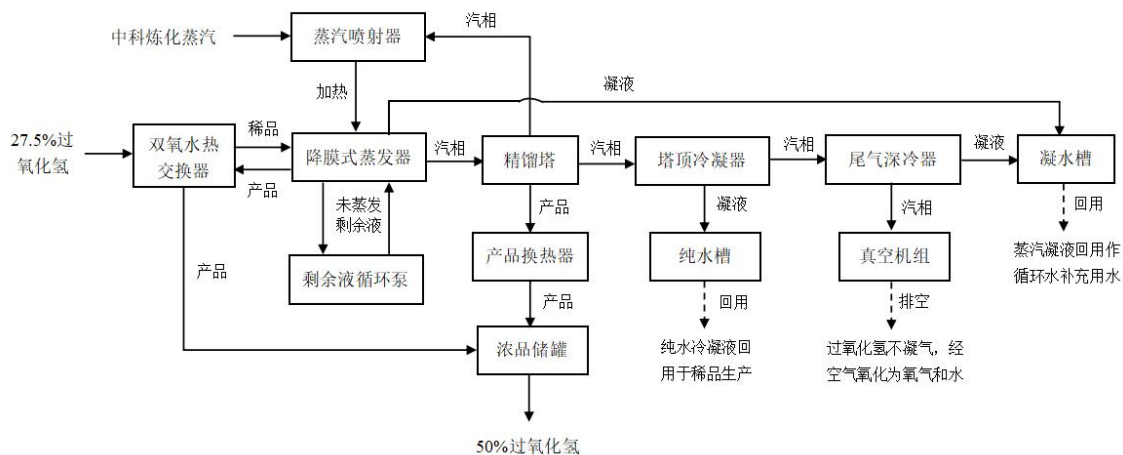 汽相
中科炼化蒸汽
蒸汽喷射器
加热
凝液
27.5%过
氧化氢
双氧水热
交换器
稀品
产品
降膜式蒸发器
汽相
精馏塔
汽相
塔顶冷凝器
汽相
尾气深冷器
凝液
凝水槽
未蒸发
剩余液
产品
凝液
汽相
回用
产品
剩余液循环泵
产品换热器
纯水槽
真空机组
蒸汽凝液回用作
循环水补充用水
产品
回用
排空
浓品储罐
纯水冷凝液回
用于稀品生产
过氧化氢不凝气，经
空气氧化为氧气和水
50%过氧化氢